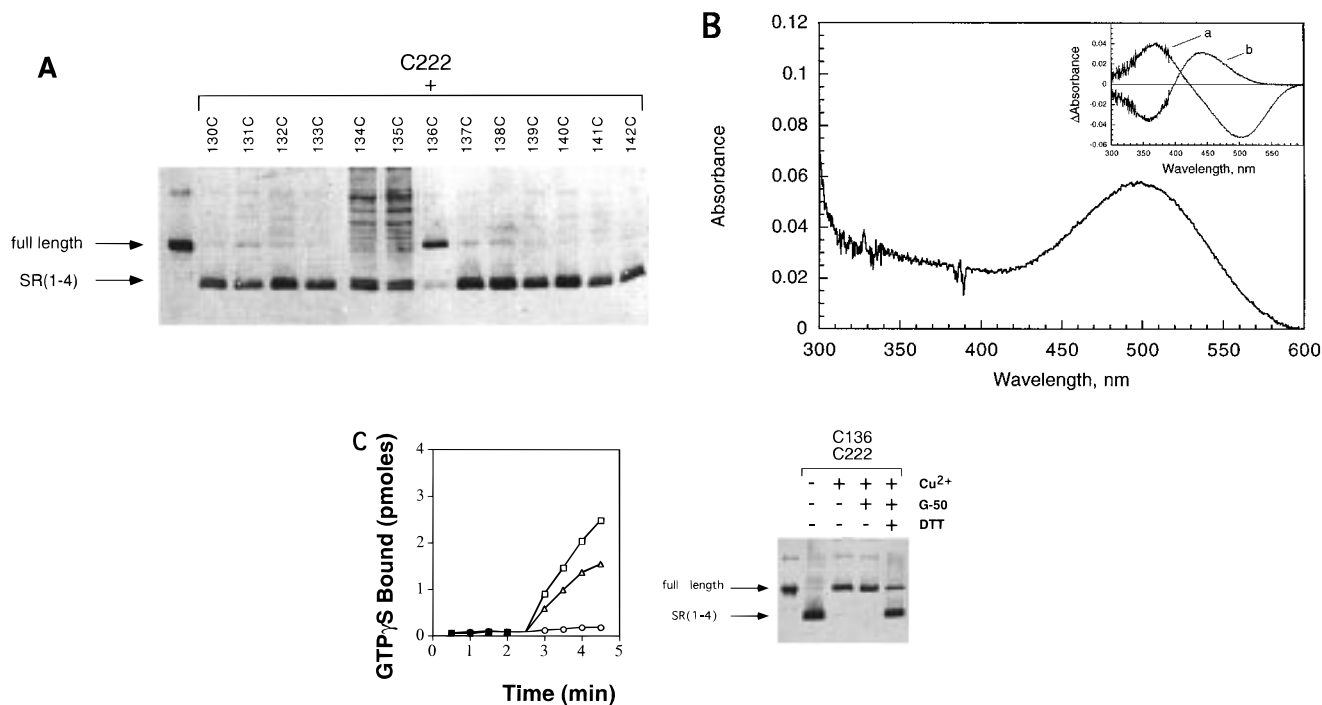 A
C222
+
130C 131C 132C 133C 134C 135C 136C 137C 138C 139C 140C 141C 142C
full length
SR(1-4)
B
0.12
0.1
0.08
0.06
0.04
0.02
0
Absorbance
300 350 400 450 500 550 600
Wavelength, nm
a
b
0.04
0.02
0
-0.02
-0.04
-0.06
ΔAbsorbance
300 350 400 450 500 550
Wavelength, nm
C
4
3
2
1
0
GTPγS Bound (pmoles)
0 1 2 3 4 5
Time (min)
C136
C222
- + + + Cu2+
- - + + G-50
- - - + DTT
full length
SR(1-4)